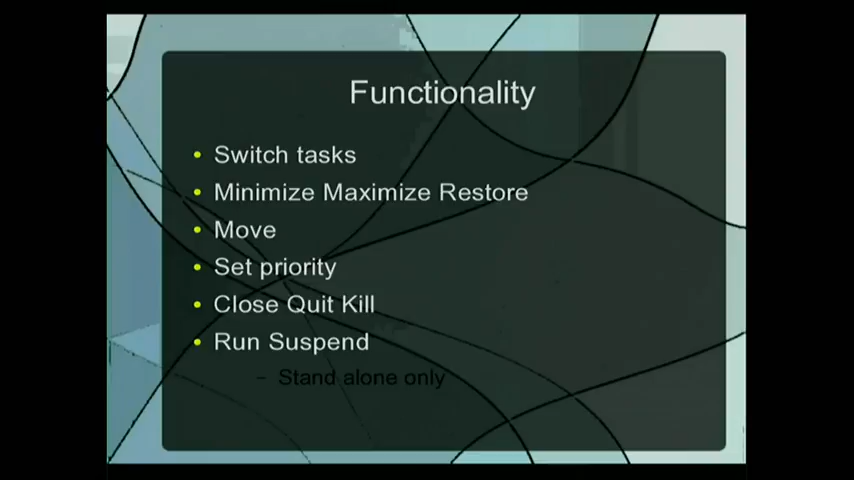 Functionality
Switch tasks
Minimize Maximize Restore
Move
Set priority
Close Quit Kill
Run Suspend
– Stand alone only